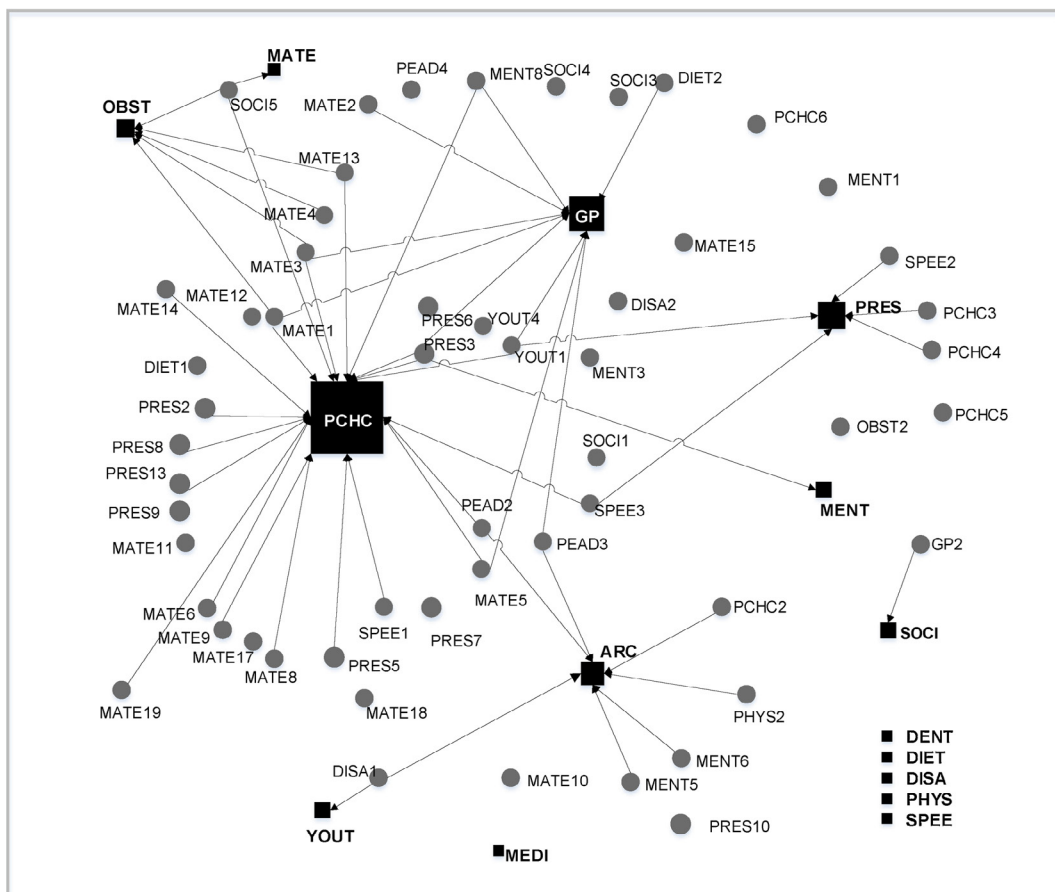 MATE
PEAD4
MENT8
SOCI4
SOCI3
DIET2
OBST
SOCI5
MATE2
PCHC6
MATE13
MENT1
MATE4
GP
MATE15
MATE3
SPEE2
MATE14
MATE12
MATE1
PRES6
YOUT4
DISA2
PRES
PCHC3
PRES3
YOUT1
PCHC4
DIET1
MENT3
PRES2
PCHC
PCHC5
OBST2
PRES8
SOCI1
PRES13
PEAD2
SPEE3
MENT
PRES9
MATE11
PEAD3
GP2
MATE5
MATE6
SPEE1
PRES7
PCHC2
MATE9
SOCI
MATE17
ARC
MATE8
PRES5
MATE19
MATE18
PHYS2
DENT
DIET
DISA
PHYS
SPEE
MENT6
DISA1
MATE10
MENT5
PRES10
YOUT
MEDI